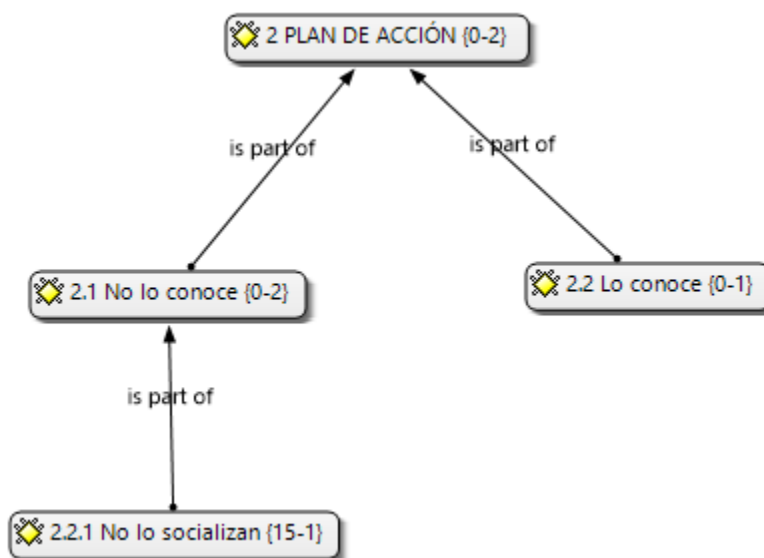 2 PLAN DE ACCIÓN {0-2}
is part of
is part of
2.1 No lo conoce {0-2}
2.2 Lo conoce {0-1}
is part of
2.2.1 No lo socializan {15-1}